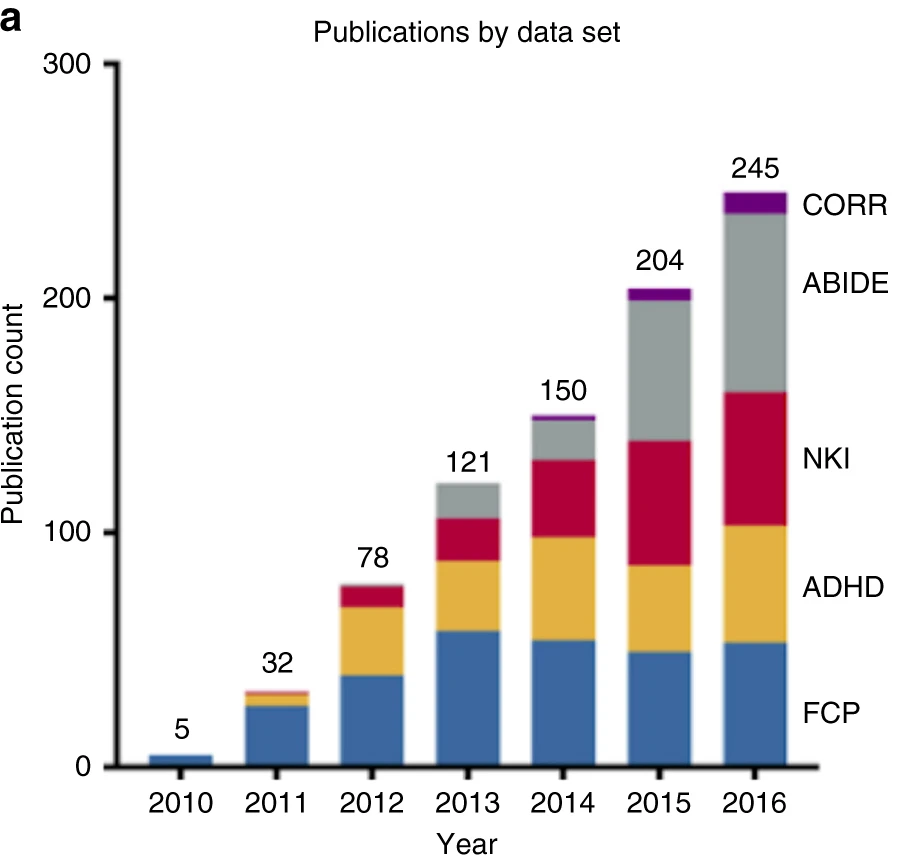 a
Publications by data set
300
200
100
0
Publication count
5
32
78
121
150
204
245
CORR
ABIDE
NKI
ADHD
FCP
2010 2011 2012 2013 2014 2015 2016
Year